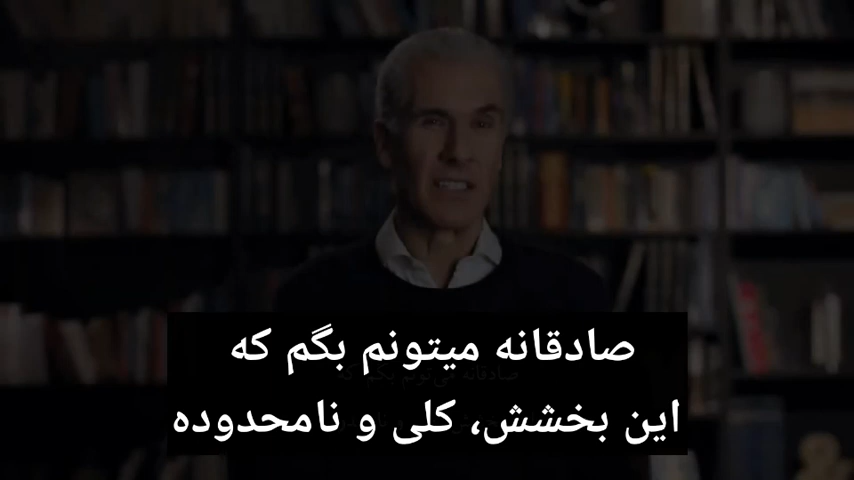 صادقانه میتونم بگم که
این بخشش، کلی و نامحدوده